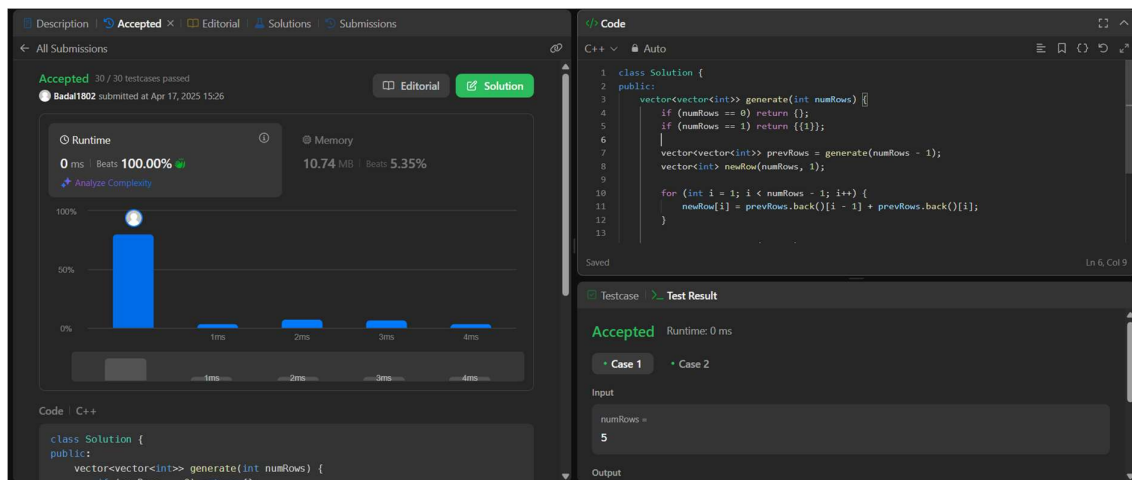 Description | Accepted × | Editorial | Solutions | Submissions
← All Submissions
Accepted 30 / 30 testcases passed
Badal1802 submitted at Apr 17, 2025 15:26
Editorial
Solution
Runtime
0 ms | Beats 100.00%
Analyze Complexity
Memory
10.74 MB | Beats 5.35%
100%
50%
0%
1ms 2ms 3ms 4ms
1ms 2ms 3ms 4ms
Code | C++
class Solution {
public:
    vector<vector<int>> generate(int numRows) {
</> Code
C++ Auto
1 class Solution {
2 public:
3     vector<vector<int>> generate(int numRows) {
4         if (numRows == 0) return {};
5         if (numRows == 1) return {{1}};
6
7         vector<vector<int>> prevRows = generate(numRows - 1);
8         vector<int> newRow(numRows, 1);
9
10         for (int i = 1; i < numRows - 1; i++) {
11             newRow[i] = prevRows.back()[i - 1] + prevRows.back()[i];
12         }
13
Saved
Ln 6, Col 9
Testcase | >_ Test Result
Accepted Runtime: 0 ms
• Case 1 • Case 2
Input
numRows =
5
Output